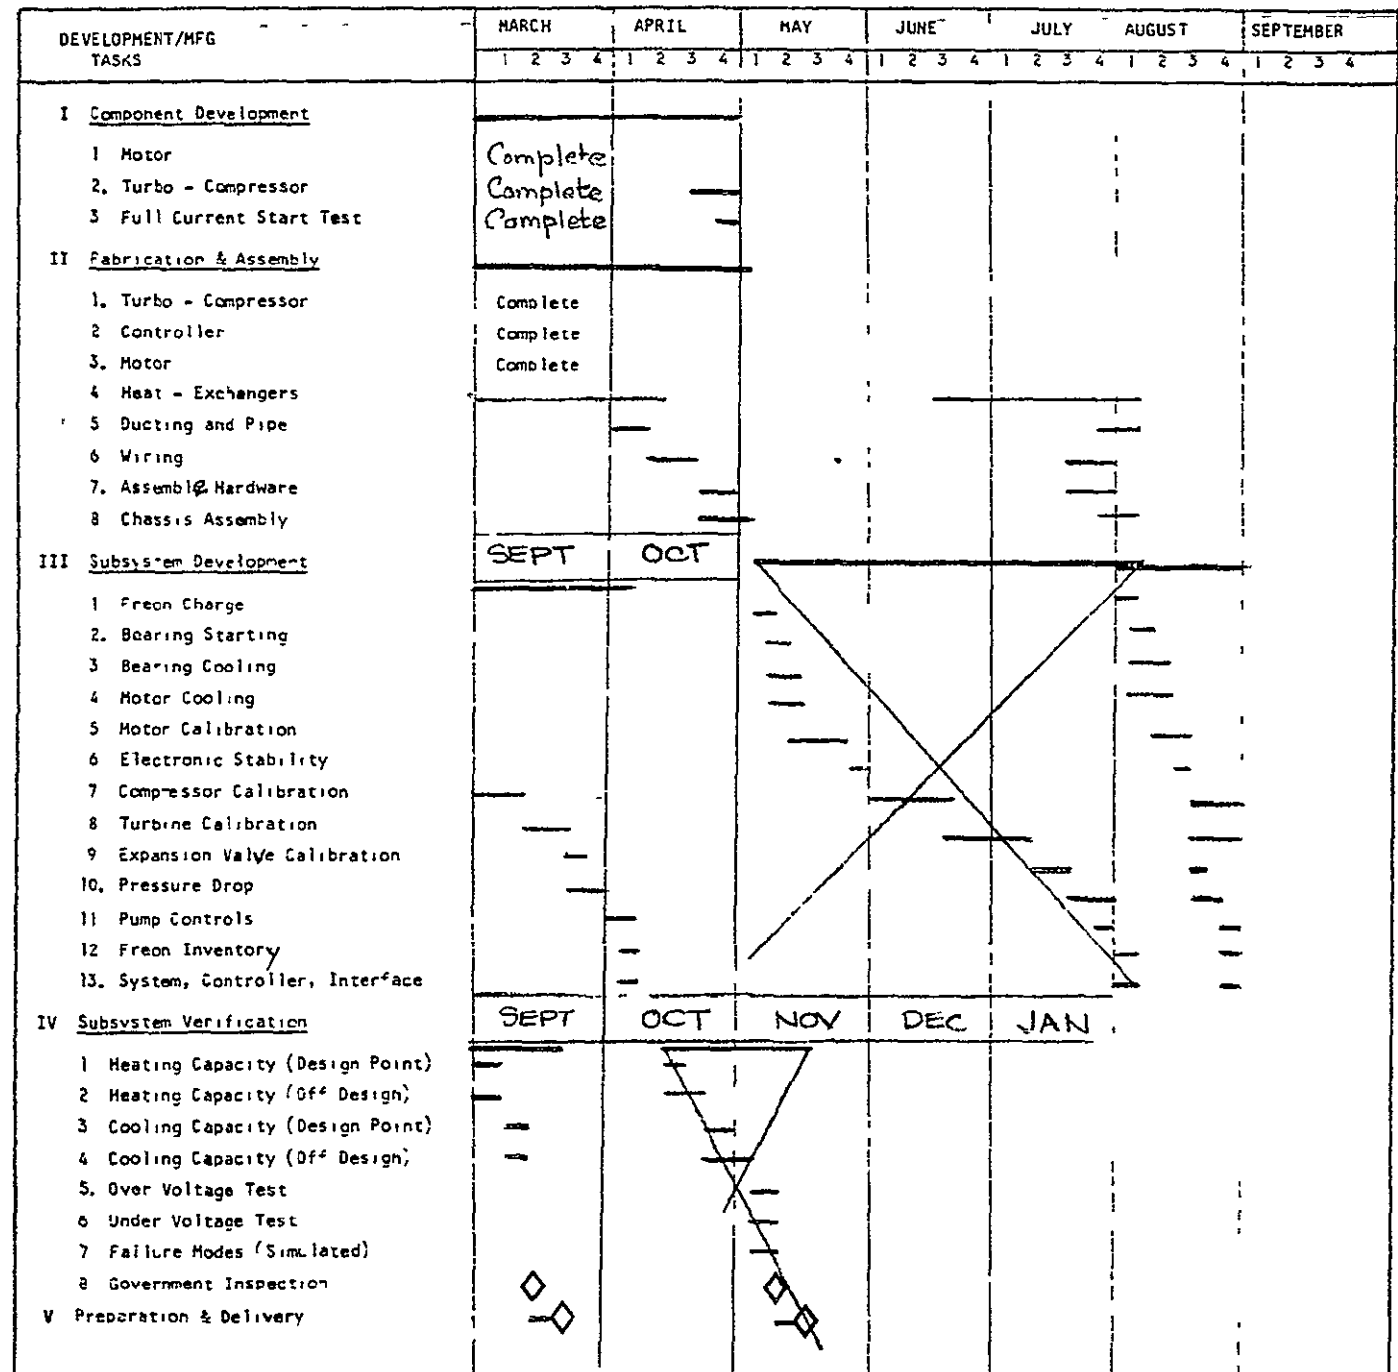 DEVELOPMENT/MFG TASKS
MARCH APRIL MAY JUNE JULY AUGUST SEPTEMBER
1 2 3 4 1 2 3 4 1 2 3 4 1 2 3 4 1 2 3 4 1 2 3 4 1 2 3 4
I Component Development
1 Motor Complete
2. Turbo - Compressor Complete
3 Full Current Start Test Complete
II Fabrication & Assembly
1. Turbo - Compressor Complete
2 Controller Complete
3. Motor Complete
4 Heat - Exchangers
5 Ducting and Pipe
6 Wiring
7. Assemble Hardware
8 Chassis Assembly
SEPT OCT
III Subsystem Development
1 Freon Charge
2. Bearing Starting
3 Bearing Cooling
4 Motor Cooling
5 Motor Calibration
6 Electronic Stability
7 Compressor Calibration
8 Turbine Calibration
9 Expansion Valve Calibration
10. Pressure Drop
11 Pump Controls
12 Freon Inventory
13. System, Controller, Interface
SEPT OCT NOV DEC JAN
IV Subsystem Verification
1 Heating Capacity (Design Point)
2 Heating Capacity (Off Design)
3 Cooling Capacity (Design Point)
4 Cooling Capacity (Off Design)
5. Over Voltage Test
6 Under Voltage Test
7 Failure Modes (Simulated)
8 Government Inspection
V Preparation & Delivery